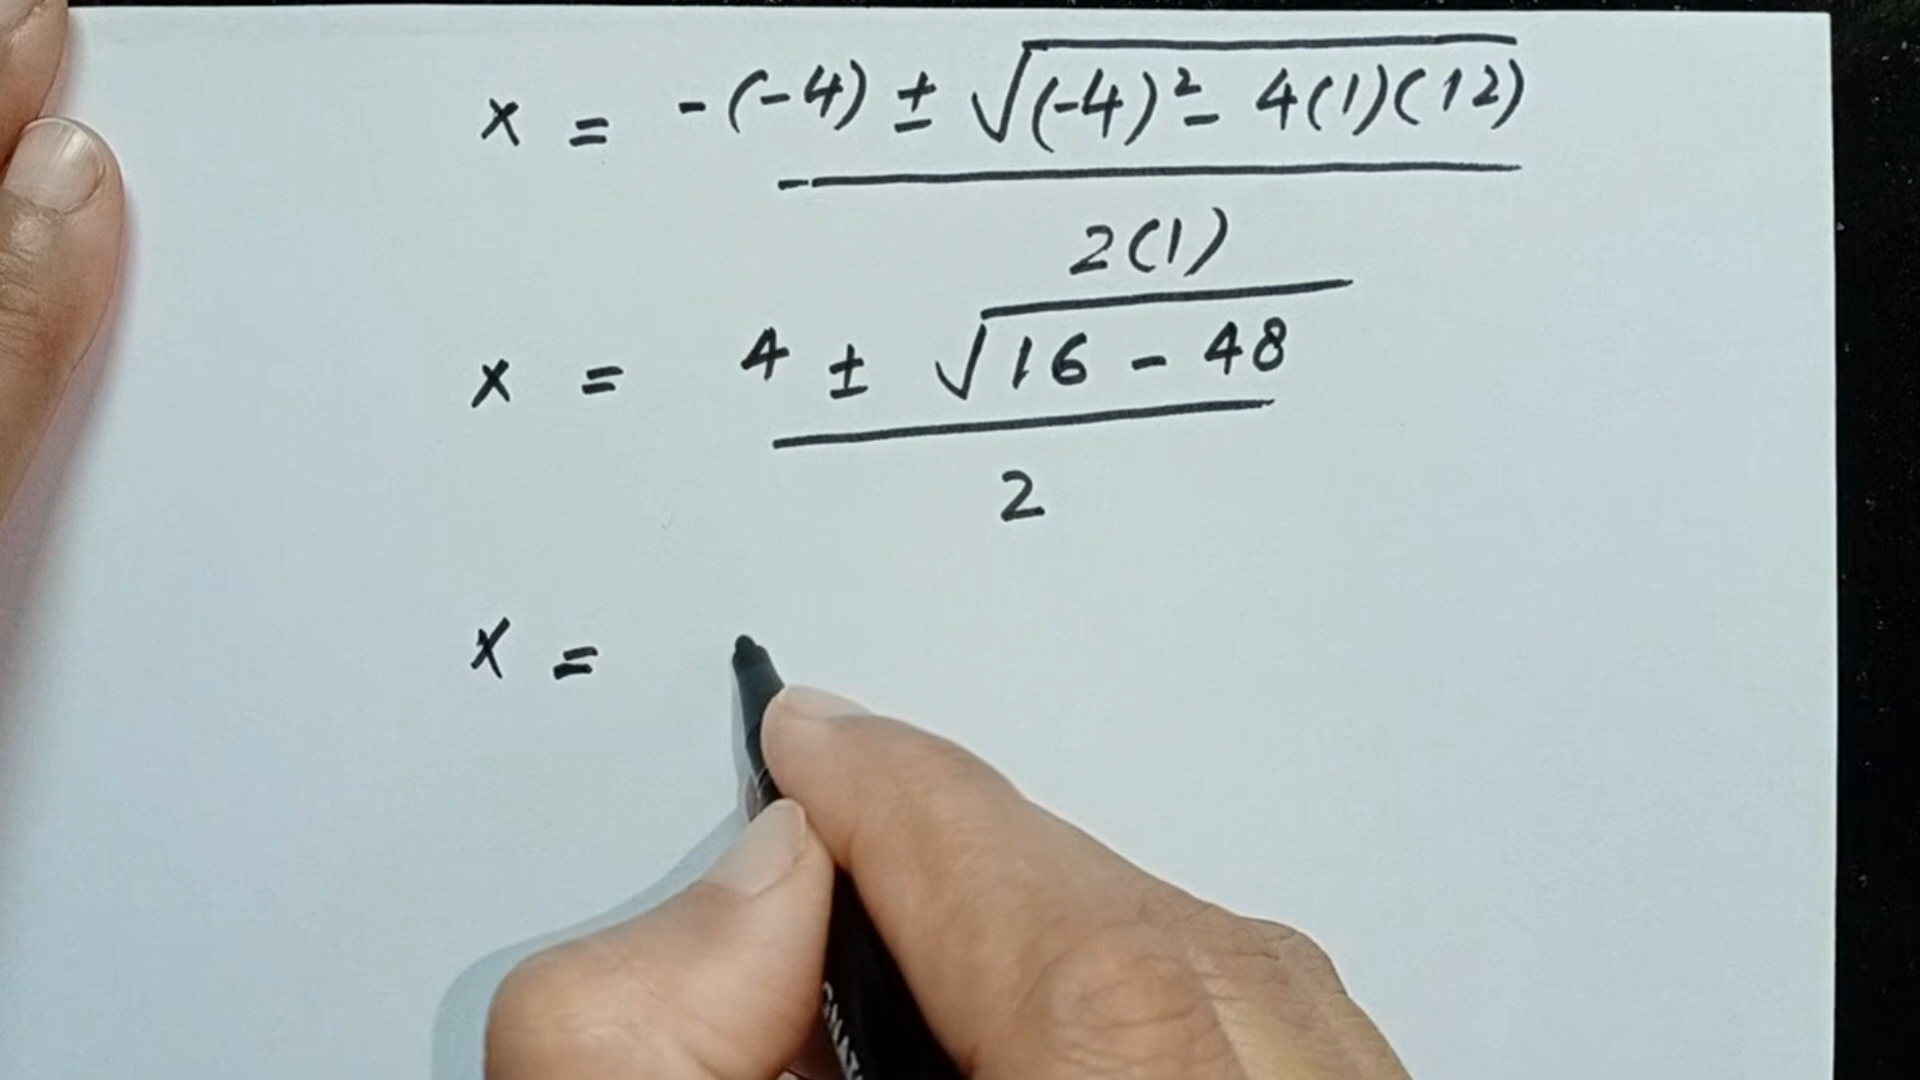 x = -(-4) ± √(-4)² - 4(1)(12)
2(1)
x = 4 ± √16 - 48
2
x =